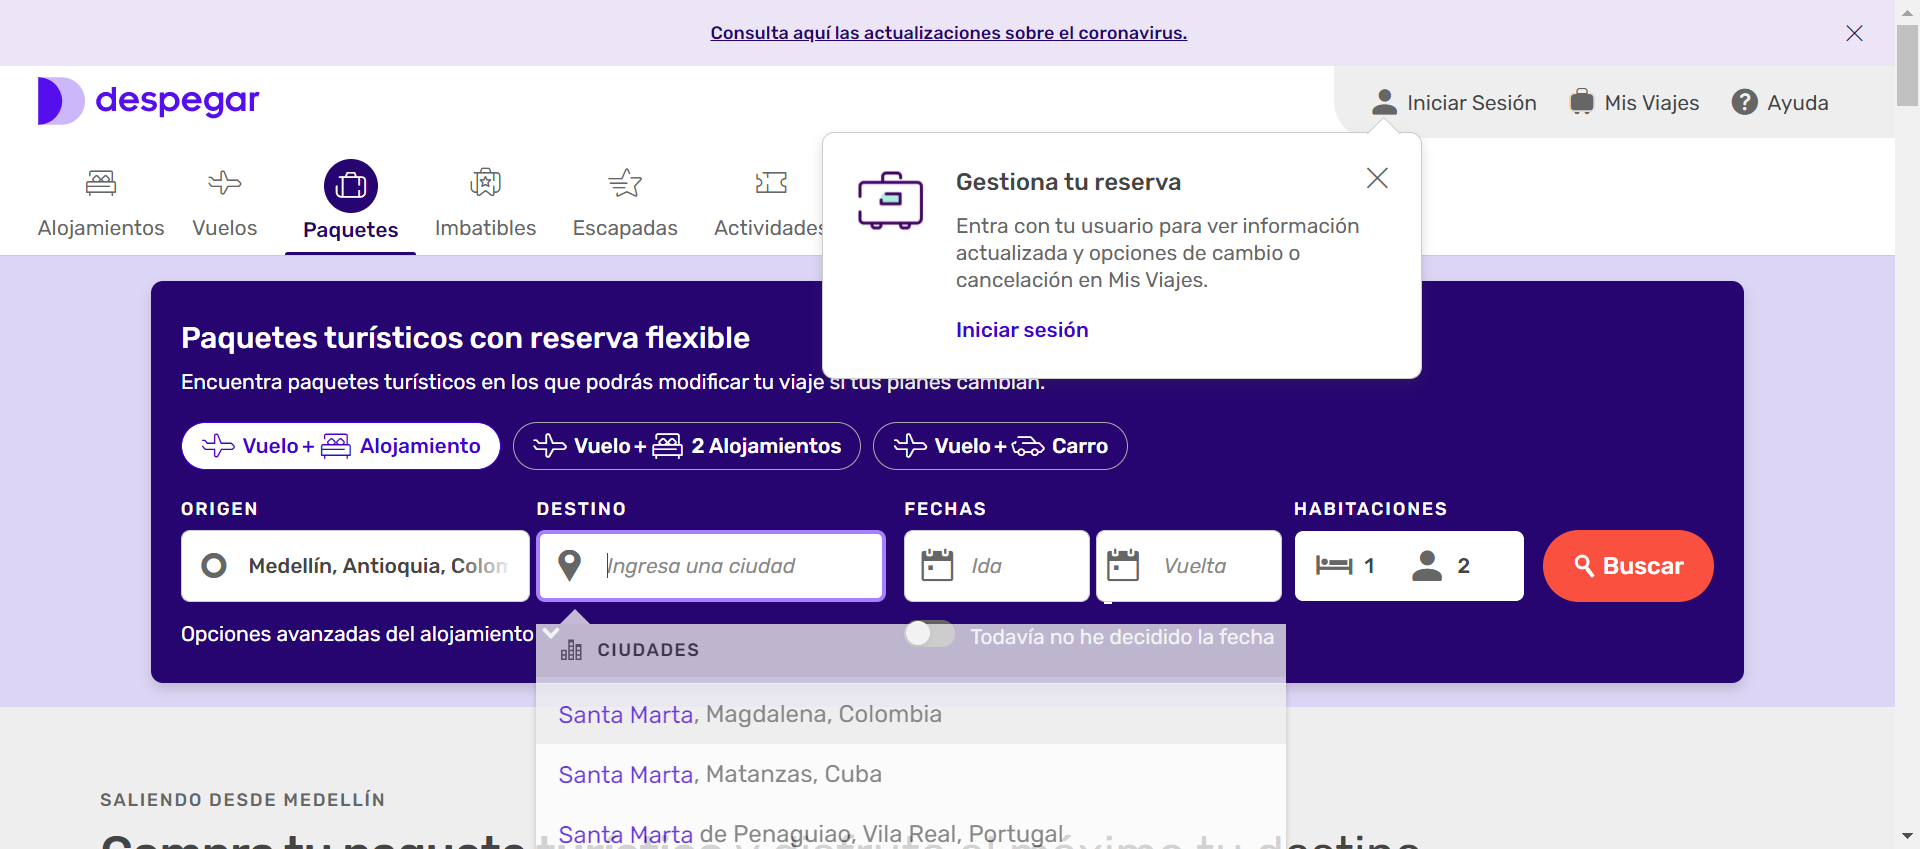 Consulta aquí las actualizaciones sobre el coronavirus.
despegar
Iniciar Sesión
Mis Viajes
Ayuda
Alojamientos
Vuelos
Paquetes
Imbatibles
Escapadas
Actividades
Gestiona tu reserva
Entra con tu usuario para ver información
actualizada y opciones de cambio o
cancelación en Mis Viajes.
Iniciar sesión
Paquetes turísticos con reserva flexible
Encuentra paquetes turísticos en los que podrás modificar tu viaje si tus planes cambian.
Vuelo + Alojamiento
Vuelo + 2 Alojamientos
Vuelo + Carro
ORIGEN
DESTINO
FECHAS
HABITACIONES
Medellín, Antioquia, Colom
Ingresa una ciudad
Ida
Vuelta
1
2
Buscar
Opciones avanzadas del alojamiento
Todavía no he decidido la fecha
CIUDADES
Santa Marta, Magdalena, Colombia
Santa Marta, Matanzas, Cuba
Santa Marta de Penaguiao, Vila Real, Portugal
SALIENDO DESDE MEDELLÍN
Compra tu paquete turístico y disfruta al máximo tu destino